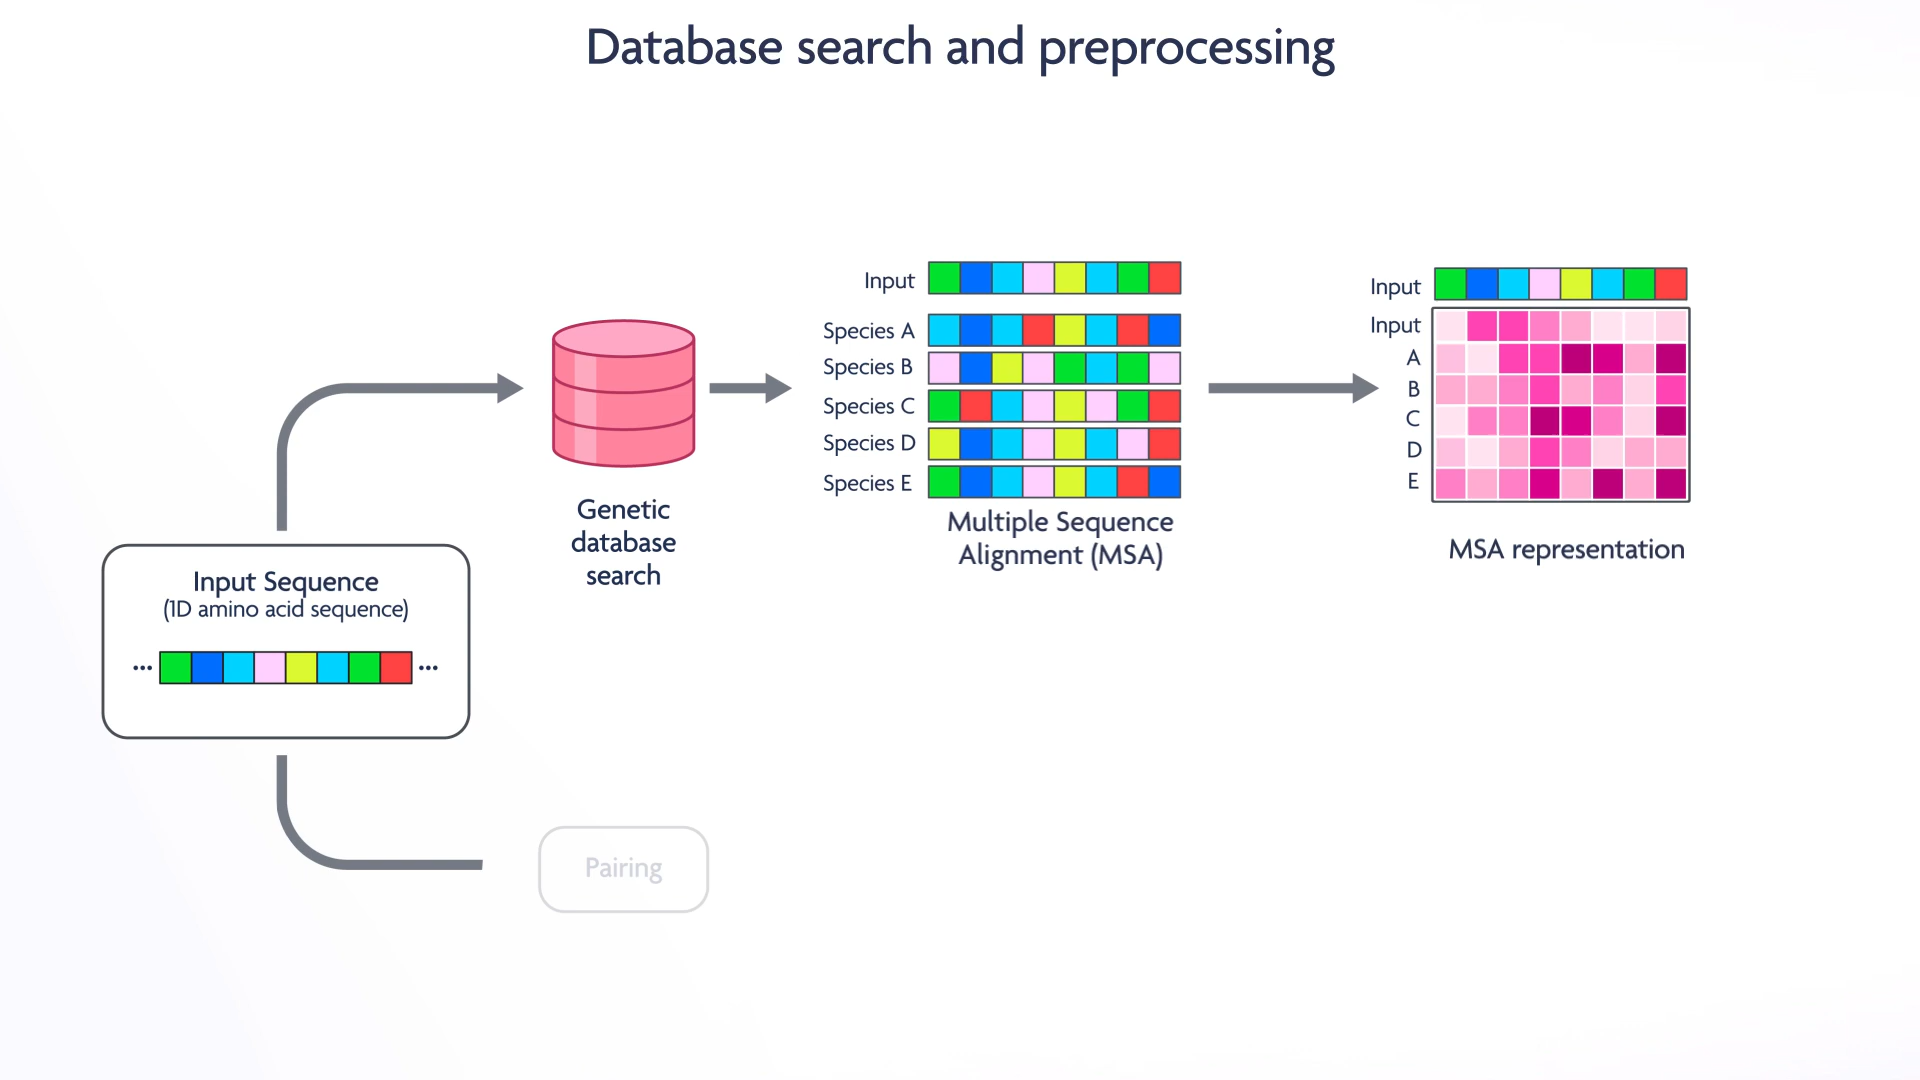 Database search and preprocessing
Input Sequence
(1D amino acid sequence)
...
...
Genetic
database
search
Input
Species A
Species B
Species C
Species D
Species E
Multiple Sequence
Alignment (MSA)
Input
Input
A
B
C
D
E
MSA representation
Pairing